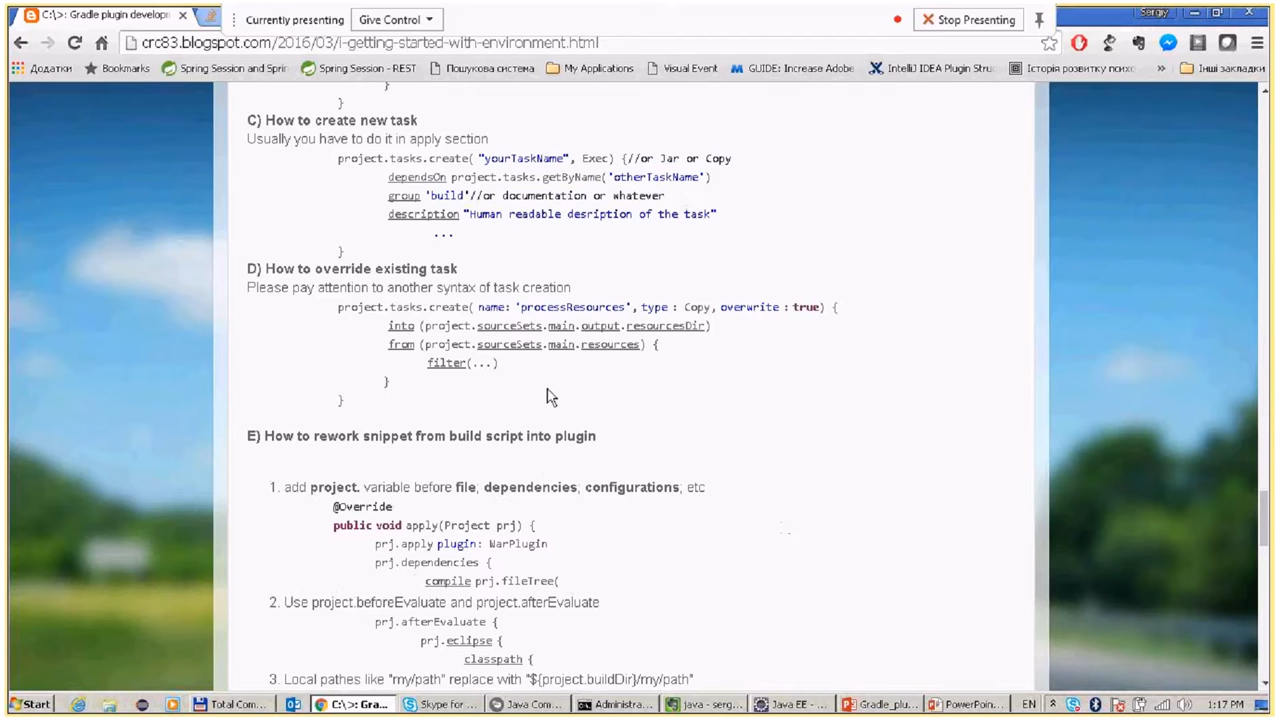 C:\>: Gradle plugin developi
Currently presenting
Give Control
Stop Presenting
Sergiy
crc83.blogspot.com/2016/03/i-getting-started-with-environment.html
Додатки
Bookmarks
Spring Session and Sprin
Spring Session - REST
Пошукова система
My Applications
Visual Event
GUIDE: Increase Adobe
IntelliJ IDEA Plugin Stru
Історія розвитку психо
»
Інші закладки
}
}
C) How to create new task
Usually you have to do it in apply section
project.tasks.create( "yourTaskName", Exec) {//or Jar or Copy
dependsOn project.tasks.getByName('otherTaskName')
group 'build'//or documentation or whatever
description "Human readable desription of the task"
...
}
D) How to override existing task
Please pay attention to another syntax of task creation
project.tasks.create( name: 'processResources', type : Copy, overwrite : true) {
into (project.sourceSets.main.output.resourcesDir)
from (project.sourceSets.main.resources) {
filter(...)
}
}
E) How to rework snippet from build script into plugin
1. add project. variable before file; dependencies; configurations; etc
@Override
public void apply(Project prj) {
prj.apply plugin: WarPlugin
prj.dependencies {
compile prj.fileTree(
2. Use project.beforeEvaluate and project.afterEvaluate
prj.afterEvaluate {
prj.eclipse {
classpath {
3. Local pathes like "my/path" replace with "${project.buildDir}/my/path"
Start
Total Com...
C:\>: Gra...
Skype for ...
Java Com...
Administra...
java - serg...
Java EE - ...
Gradle_plu...
PowerPoin...
EN
1:17 PM